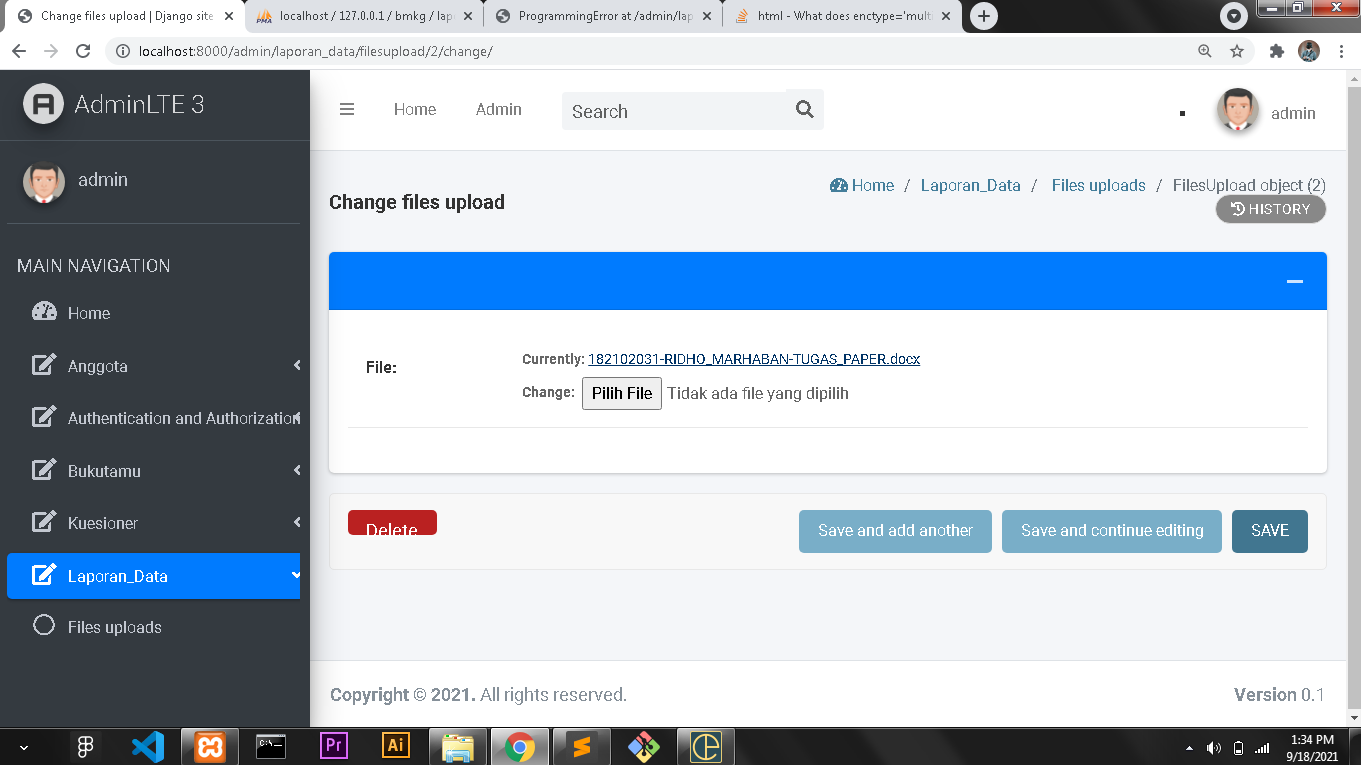 Change files upload | Django site
localhost / 127.0.0.1 / bmkg / lapo
ProgrammingError at /admin/lap
html - What does enctype='multi
localhost:8000/admin/laporan_data/filesupload/2/change/
AdminLTE 3
Home
Admin
Search
admin
admin
Home / Laporan_Data / Files uploads / FilesUpload object (2)
Change files upload
HISTORY
MAIN NAVIGATION
Home
Anggota
Authentication and Authorization
Bukutamu
Kuesioner
Laporan_Data
Files uploads
File:
Currently: 182102031-RIDHO_MARHABAN-TUGAS_PAPER.docx
Change: Pilih File Tidak ada file yang dipilih
Delete
Save and add another
Save and continue editing
SAVE
Copyright © 2021. All rights reserved.
Version 0.1
Pr
Ai
1:34 PM
9/18/2021